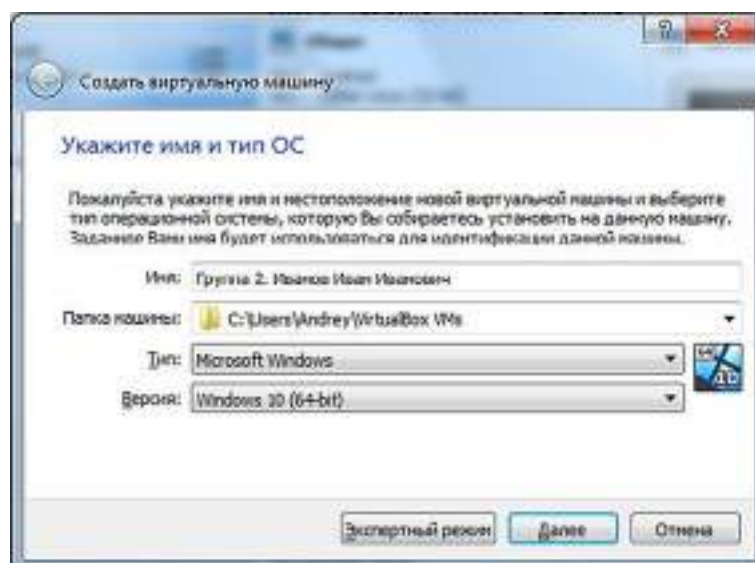 Создать виртуальную машину
Укажите имя и тип ОС
Пожалуйста укажите имя и местоположение новой виртуальной машины и выберите
тип операционной системы, которую Вы собираетесь установить на данную машину.
Заданное Вами имя будет использоваться для идентификации данной машины.
Имя: Группа 2. Иванов Иван Иванович
Папка машины: C:\Users\Andrey\VirtualBox VMs
Тип: Microsoft Windows
64
10
Версия: Windows 10 (64-bit)
Экспертный режим Далее Отмена